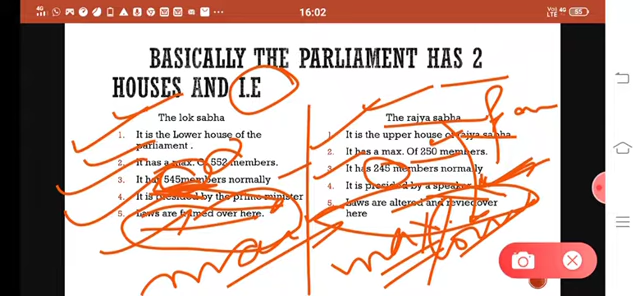 16:02
55
BASICALLY THE PARLIAMENT HAS 2
HOUSES AND I.E
The lok sabha
1. It is the Lower house of the
parliament .
2. It has a max. Of 552 members.
3. It has 545members normally
4. It is presided by the prime minister
5. Laws are framed over here.
The rajya sabha
1. It is the upper house of rajya sabha
2. It has a max. Of 250 members.
3. It has 245 members normally
4. It is presided by a speaker
5. Laws are altered and revied over
here